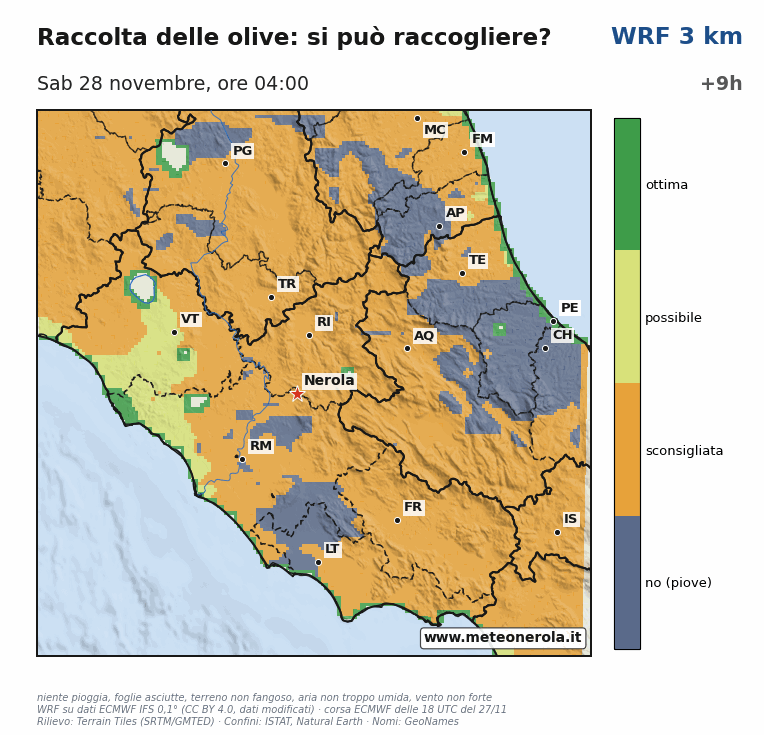 Raccolta delle olive: si può raccogliere?
WRF 3 km
Sab 28 novembre, ore 04:00
+9h
MC
FM
PG
AP
TE
TR
PE
VT
RI
AQ
CH
Nerola
RM
FR
IS
LT
www.meteonerola.it
ottima
possibile
sconsigliata
no (piove)
niente pioggia, foglie asciutte, terreno non fangoso, aria non troppo umida, vento non forte
WRF su dati ECMWF IFS 0,1° (CC BY 4.0, dati modificati) · corsa ECMWF delle 18 UTC del 27/11
Rilievo: Terrain Tiles (SRTM/GMTED) · Confini: ISTAT, Natural Earth · Nomi: GeoNames